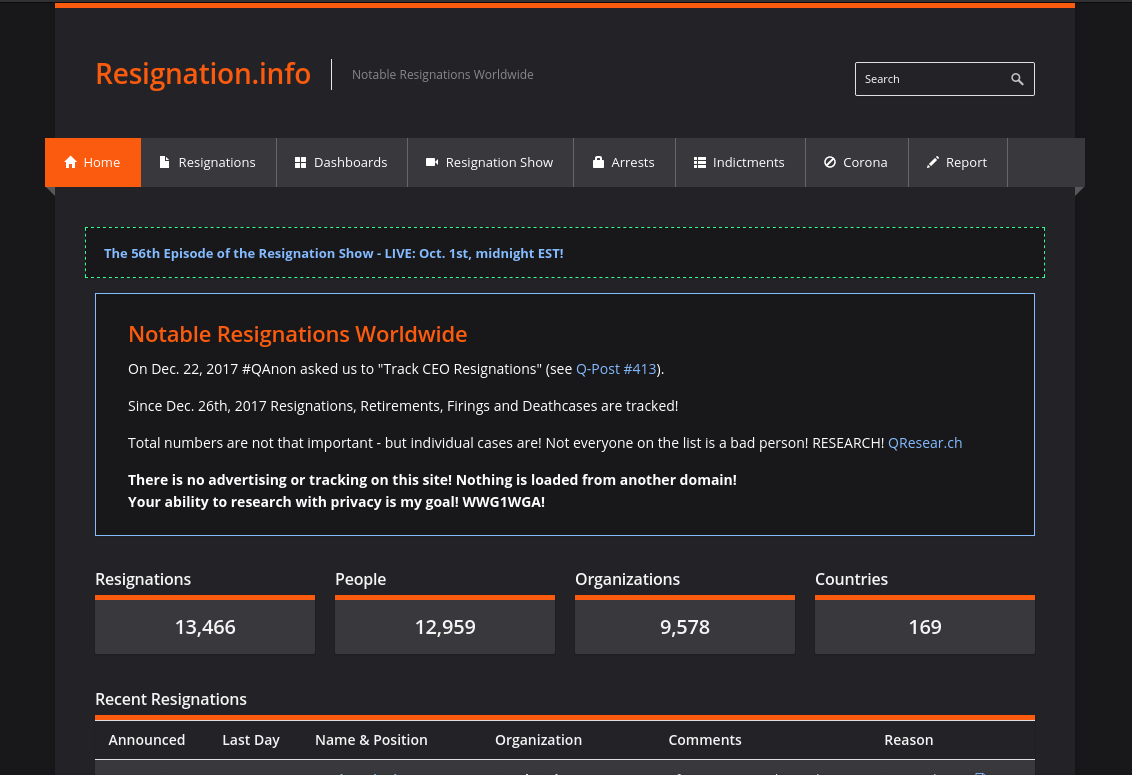 Resignation.info
Notable Resignations Worldwide
Search
Home
Resignations
Dashboards
Resignation Show
Arrests
Indictments
Corona
Report
The 56th Episode of the Resignation Show - LIVE: Oct. 1st, midnight EST!
Notable Resignations Worldwide
On Dec. 22, 2017 #QAnon asked us to "Track CEO Resignations" (see Q-Post #413).
Since Dec. 26th, 2017 Resignations, Retirements, Firings and Deathcases are tracked!
Total numbers are not that important - but individual cases are! Not everyone on the list is a bad person! RESEARCH! QResear.ch
There is no advertising or tracking on this site! Nothing is loaded from another domain!
Your ability to research with privacy is my goal! WWG1WGA!
Resignations
People
Organizations
Countries
13,466
12,959
9,578
169
Recent Resignations
Announced
Last Day
Name & Position
Organization
Comments
Reason